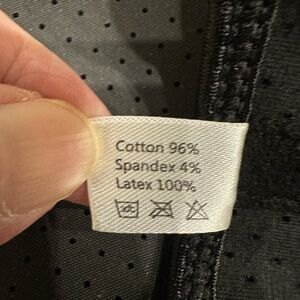 Cotton 96%
Spandex 4%
Latex 100%